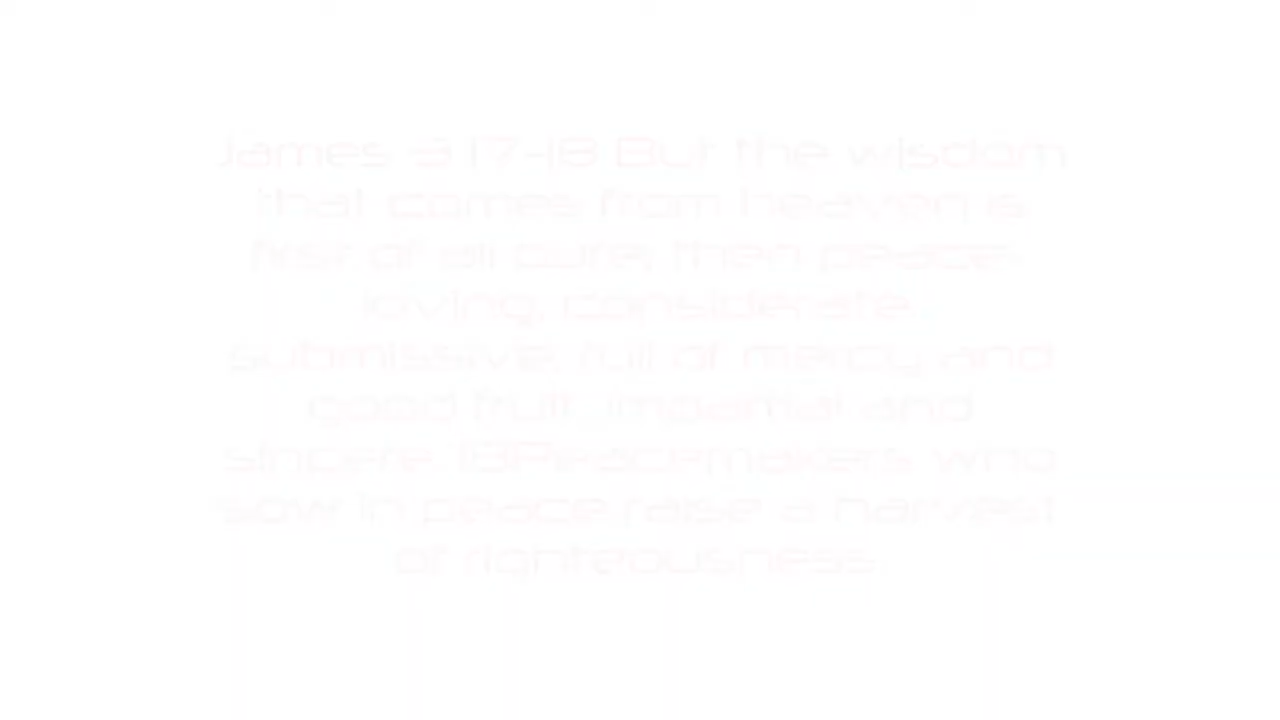 James 3 17-18 But the wisdom
that comes from heaven is
first of all pure; then peace-
loving, considerate,
submissive, full of mercy and
good fruit, impartial and
sincere. 18Peacemakers who
sow in peace raise a harvest
of righteousness.